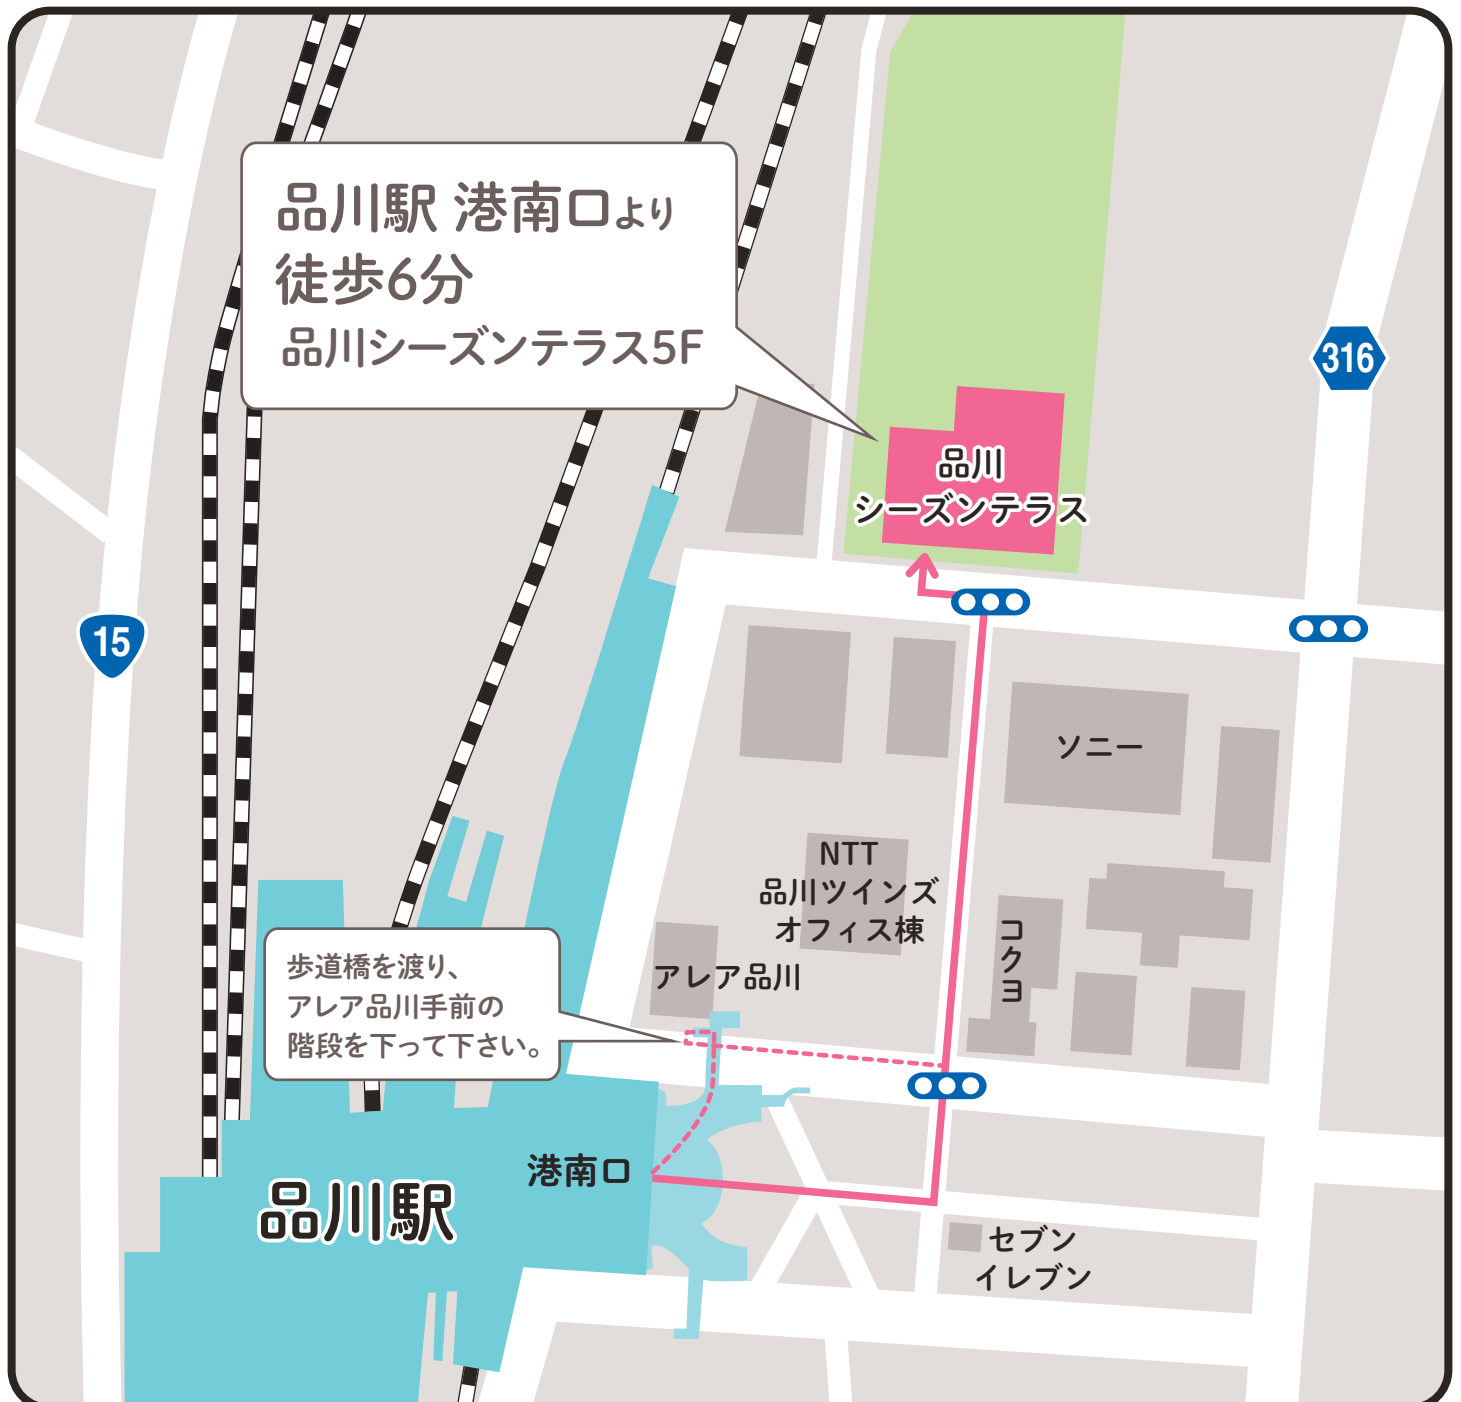 品川駅 港南口より
徒歩6分
品川シーズンテラス5F
316
品川
シーズンテラス
15
ソニー
NTT
品川ツインズ
オフィス棟
コクヨ
アレア品川
歩道橋を渡り、
アレア品川手前の
階段を下って下さい。
港南口
品川駅
セブン
イレブン